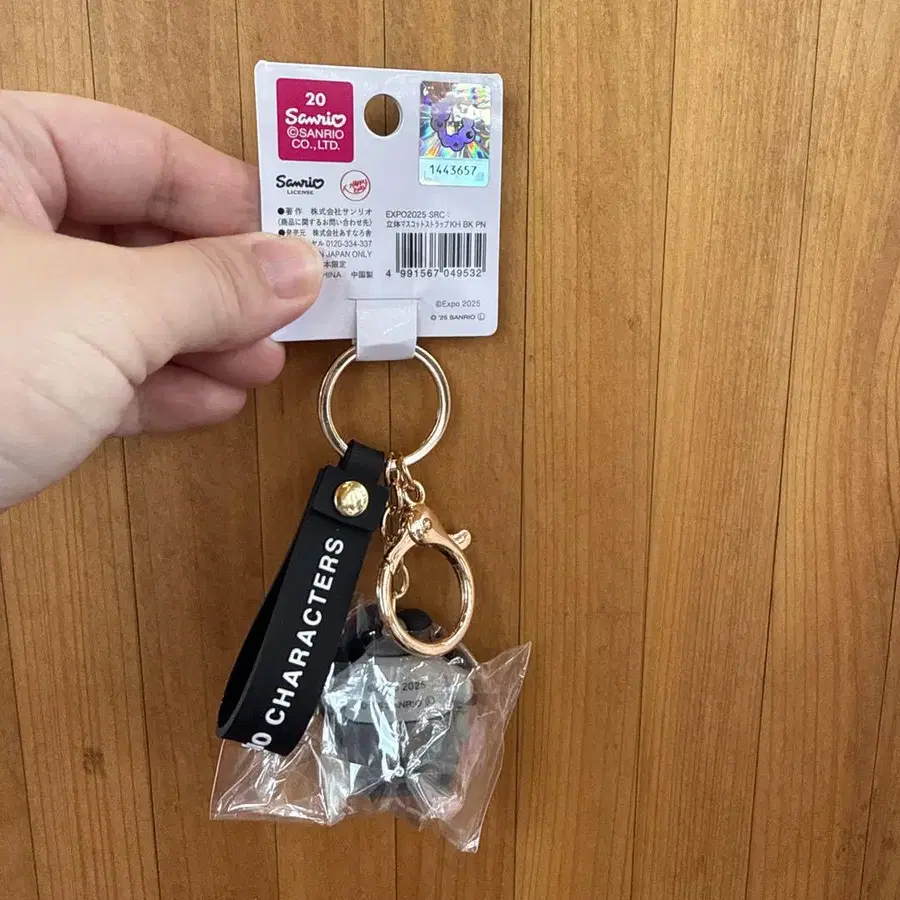 20
Sanrio
©SANRIO
CO.,LTD.
1443657
Sanrio
LICENSE
●著作 株式会社サンリオ
(商品に関するお問い合わせ先)
●発売元 株式会社あすなろ舎
ヤル 0120-334-337
JAPAN ONLY
本限定
HINA 中国製
EXPO2025 SRC:
立体マスコットストラップKH BK PN
4 991567 049532
©Expo 2025
© '25 SANRIO Ⓛ
IO CHARACTERS
2025
SANRIO Ⓛ